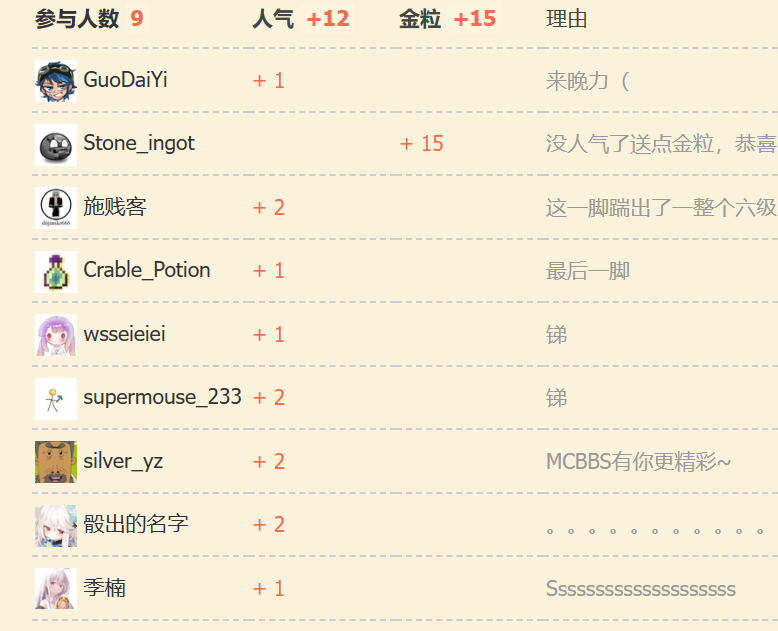 参与人数 9 人气 +12 金粒 +15 理由
GuoDaiYi + 1 来晚力（
Stone_ingot + 15 没人气了送点金粒，恭喜
施贱客 + 2 这一脚踹出了一整个六级
Crable_Potion + 1 最后一脚
wsseieiei + 1 锑
supermouse_233 + 2 锑
silver_yz + 2 MCBBS有你更精彩~
骰出的名字 + 2 。。。。。。。。。。。
季楠 + 1 Ssssssssssssssssssss